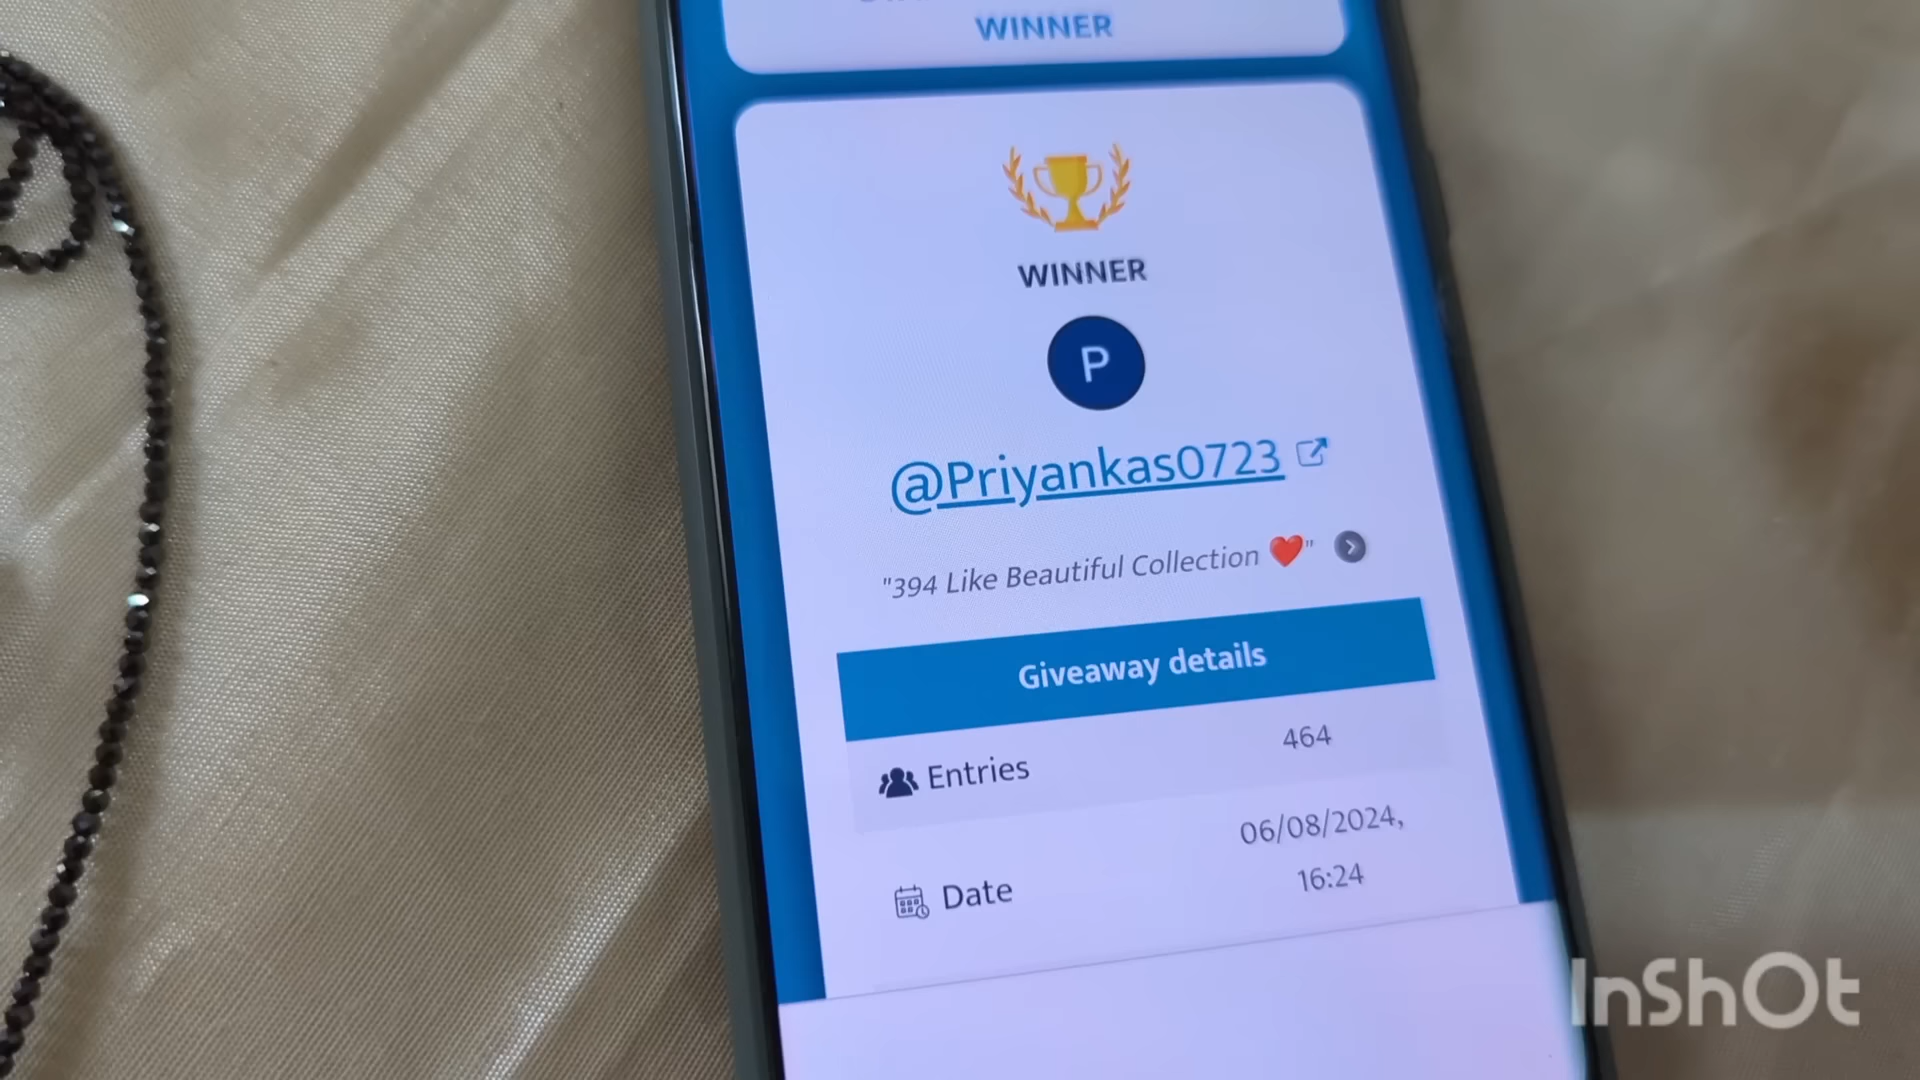 WINNER
WINNER
P
@Priyankas0723
"394 Like Beautiful Collection ❤️"
Giveaway details
Entries 464
06/08/2024,
Date 16:24
InShOt